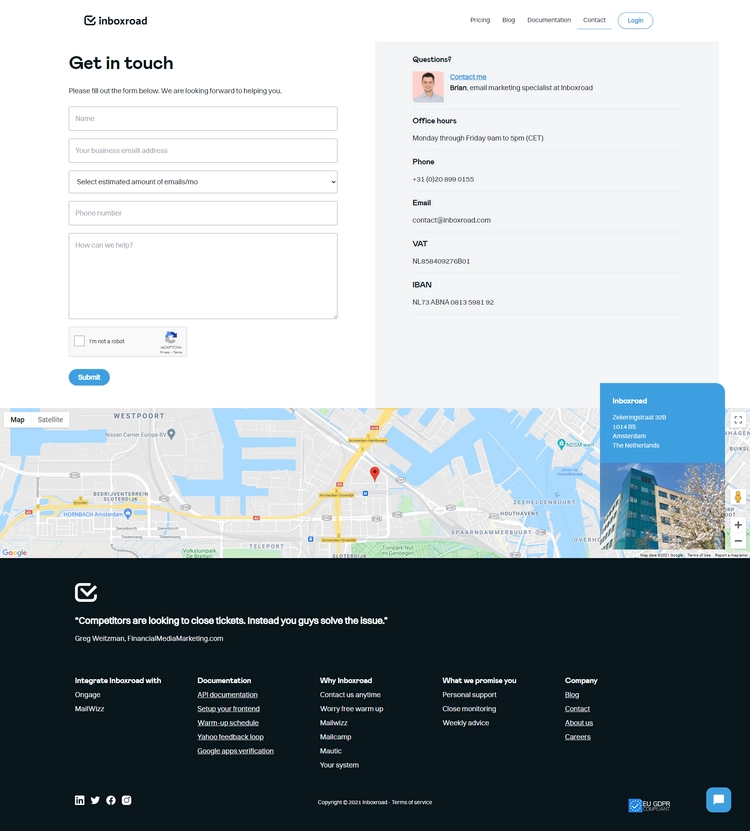 inboxroad
Pricing
Blog
Documentation
Contact
Login
Get in touch
Please fill out the form below. We are looking forward to helping you.
Name
Your business emaill address
Select estimated amount of emails/mo
Phone number
How can we help?
I'm not a robot
reCAPTCHA
Privacy - Terms
Submit
Questions?
Contact me
Brian, email marketing specialist at Inboxroad
Office hours
Monday through Friday 9am to 5pm (CET)
Phone
+31 (0)20 899 0155
Email
contact@inboxroad.com
VAT
NL858409276B01
IBAN
NL73 ABNA 0813 5981 92
Inboxroad
Zekeringstraat 32B
1014 BS
Amsterdam
The Netherlands
Map
Satellite
WESTPOORT
Nissan Carrier Europe BV
NDSM werf
BEDRIJVENTERREIN
SLOTERDIJK
HORNBACH Amsterdam
ZEEHELDENBUURT
HOUTHAVENS
SPAARNDAMMERBUURT
TELEPORT
SLOTERDIJK
Volkstuinpark
De Bretten
Tuinpark Nut
en Genoegen
Google
Map data ©2021 Google
Terms of Use
Report a map error
"Competitors are looking to close tickets. Instead you guys solve the issue."
Greg Weitzman, FinancialMediaMarketing.com
Integrate Inboxroad with
Ongage
MailWizz
Documentation
API documentation
Setup your frontend
Warm-up schedule
Yahoo feedback loop
Google apps verification
Why Inboxroad
Contact us anytime
Worry free warm up
Mailwizz
Mailcamp
Mautic
Your system
What we promise you
Personal support
Close monitoring
Weekly advice
Company
Blog
Contact
About us
Careers
Copyright © 2021 Inboxroad · Terms of service
EU GDPR
COMPLIANT